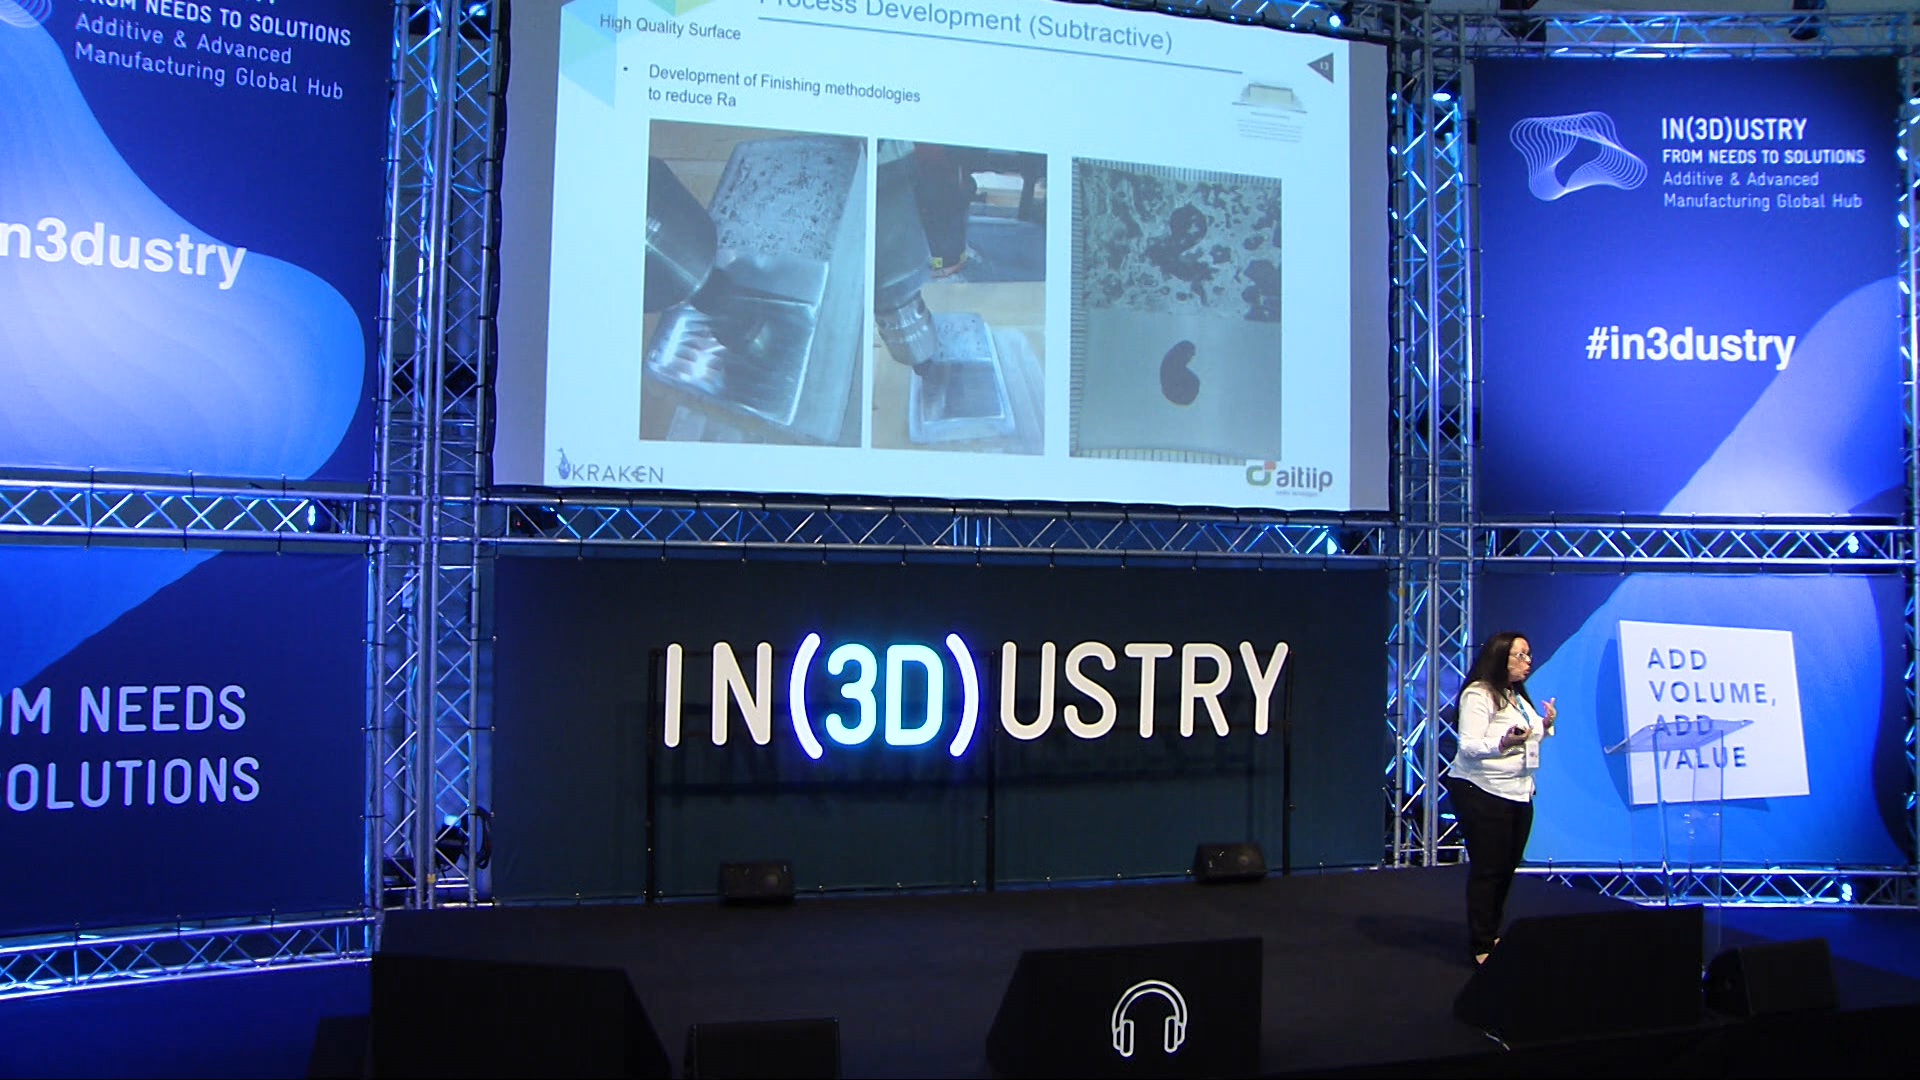 FROM NEEDS TO SOLUTIONS
Additive & Advanced
Manufacturing Global Hub
n3dustry
OM NEEDS
SOLUTIONS
Process Development (Subtractive)
High Quality Surface
13
• Development of Finishing methodologies
to reduce Ra
KRAKEN
aitiip
IN(3D)USTRY
IN(3D)USTRY
FROM NEEDS TO SOLUTIONS
Additive & Advanced
Manufacturing Global Hub
#in3dustry
ADD
VOLUME,
ADD
VALUE